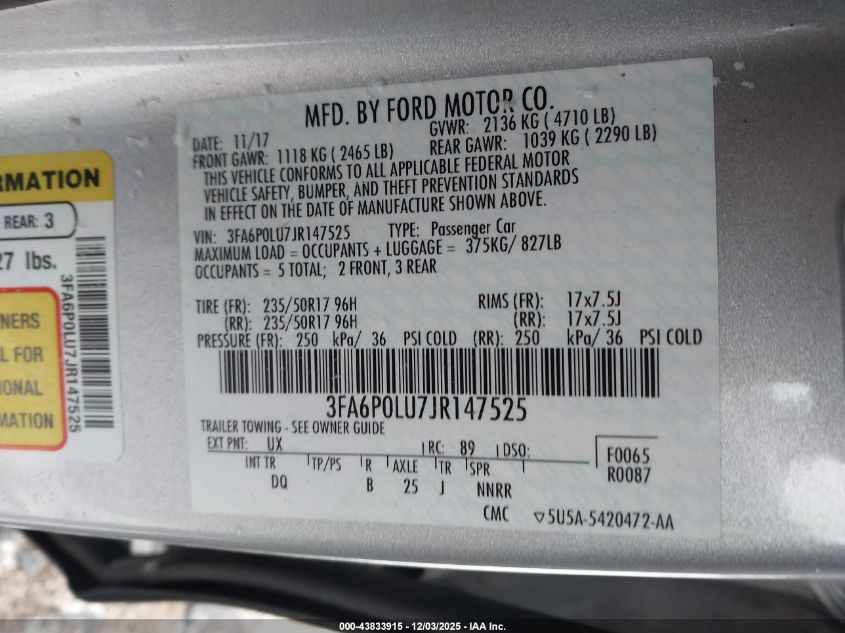 MFD. BY FORD MOTOR CO.
DATE: 11/17 GVWR: 2136 KG ( 4710 LB)
FRONT GAWR: 1118 KG ( 2465 LB) REAR GAWR: 1039 KG ( 2290 LB)
THIS VEHICLE CONFORMS TO ALL APPLICABLE FEDERAL MOTOR
VEHICLE SAFETY, BUMPER, AND THEFT PREVENTION STANDARDS
IN EFFECT ON THE DATE OF MANUFACTURE SHOWN ABOVE.
VIN: 3FA6P0LU7JR147525 TYPE: Passenger Car
MAXIMUM LOAD = OCCUPANTS + LUGGAGE = 375KG/ 827LB
OCCUPANTS = 5 TOTAL; 2 FRONT, 3 REAR
TIRE (FR): 235/50R17 96H RIMS (FR): 17x7.5J
(RR): 235/50R17 96H (RR): 17x7.5J
PRESSURE (FR): 250 kPa/ 36 PSI COLD (RR): 250 kPa/ 36 PSI COLD
3FA6P0LU7JR147525
TRAILER TOWING - SEE OWNER GUIDE
EXT PNT: UX RC: 89 DSO: F0065
R0087
INT TR TP/PS R AXLE TR SPR
DQ B 25 J NNRR
CMC ▽5U5A-5420472-AA
RMATION
REAR: 3
27 lbs.
NERS
L FOR
IONAL
MATION
3FA6P0LU7JR147525
000-43833915 - 12/03/2025 - IAA Inc.